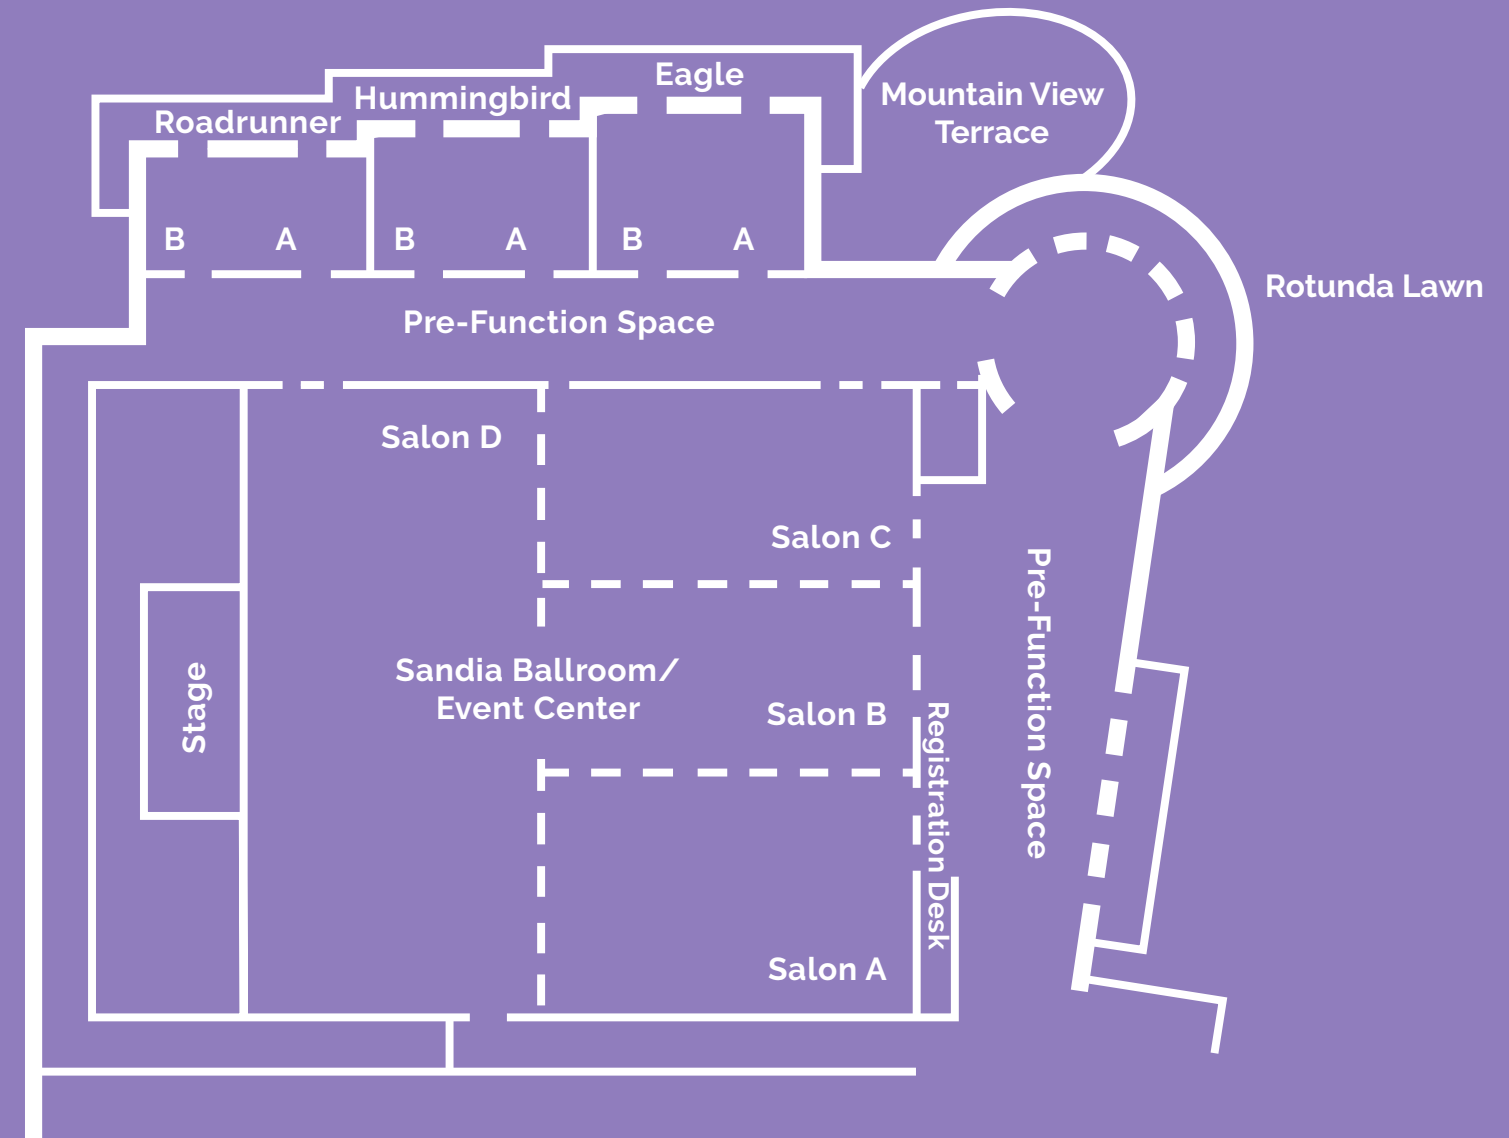 Eagle
Mountain View
Terrace
Hummingbird
Roadrunner
B A B A B A
Rotunda Lawn
Pre-Function Space
Salon D
Salon C
Pre-Function Space
Sandia Ballroom/
Event Center
Stage
Salon B
Registration Desk
Salon A